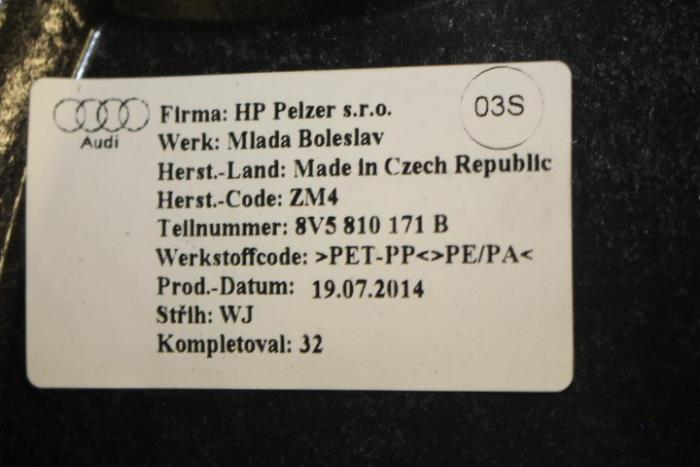 03S
Firma: HP Pelzer s.r.o.
Audi
Werk: Mlada Boleslav
Herst.-Land: Made in Czech Republic
Herst.-Code: ZM4
Teilnummer: 8V5 810 171 B
Werkstoffcode: >PET-PP<>PE/PA<
Prod.-Datum: 19.07.2014
Střih: WJ
Kompletoval: 32